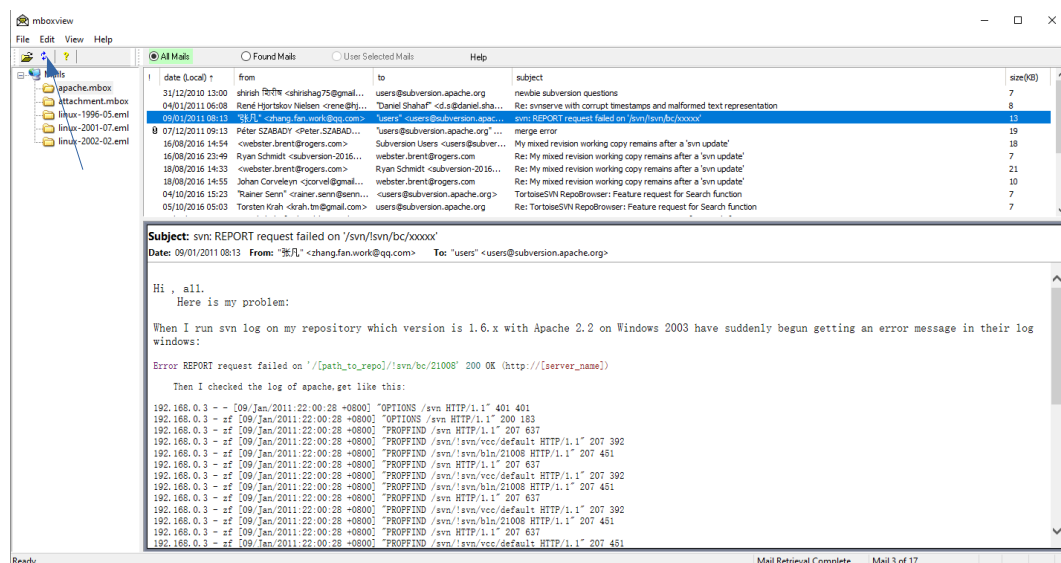 mboxview
File Edit View Help
All Mails Found Mails User Selected Mails Help
Mails
apache.mbox
attachment.mbox
linux-1996-05.eml
linux-2001-07.eml
linux-2002-02.eml
! date (Local) ↑ from to subject size(KB)
31/12/2010 13:00 shirish शिरीष <shirishag75@gmail... users@subversion.apache.org newbie subversion questions 7
04/01/2011 06:08 René Hjortskov Nielsen <rene@hj... "Daniel Shahaf" <d.s@daniel.sha... Re: svnserve with corrupt timestamps and malformed text representation 8
09/01/2011 08:13 "张凡" <zhang.fan.work@qq.com> "users" <users@subversion.apac... svn: REPORT request failed on '/svn/!svn/bc/xxxxx' 13
07/12/2011 09:13 Péter SZABADY <Peter.SZABAD... "users@subversion.apache.org" ... merge error 19
16/08/2016 14:54 <webster.brent@rogers.com> Subversion Users <users@subver... My mixed revision working copy remains after a 'svn update' 18
16/08/2016 23:49 Ryan Schmidt <subversion-2016... webster.brent@rogers.com Re: My mixed revision working copy remains after a 'svn update' 7
18/08/2016 14:33 <webster.brent@rogers.com> Ryan Schmidt <subversion-2016... Re: My mixed revision working copy remains after a 'svn update' 21
18/08/2016 14:55 Johan Corveleyn <jcorvel@gmail... webster.brent@rogers.com Re: My mixed revision working copy remains after a 'svn update' 10
04/10/2016 15:23 "Rainer Senn" <rainer.senn@senn... <users@subversion.apache.org> TortoiseSVN RepoBrowser: Feature request for Search function 7
05/10/2016 05:03 Torsten Krah <krah.tm@gmail.com> users@subversion.apache.org Re: TortoiseSVN RepoBrowser: Feature request for Search function 7
Subject: svn: REPORT request failed on '/svn/!svn/bc/xxxxx'
Date: 09/01/2011 08:13 From: "张凡" <zhang.fan.work@qq.com> To: "users" <users@subversion.apache.org>
Hi , all.
Here is my problem:
When I run svn log on my repository which version is 1.6.x with Apache 2.2 on Windows 2003 have suddenly begun getting an error message in their log
windows:
Error REPORT request failed on '/[path_to_repo]/!svn/bc/21008' 200 OK (http://[server_name])
Then I checked the log of apache,get like this:
192.168.0.3 - - [09/Jan/2011:22:00:28 +0800] "OPTIONS /svn HTTP/1.1" 401 401
192.168.0.3 - zf [09/Jan/2011:22:00:28 +0800] "OPTIONS /svn HTTP/1.1" 200 183
192.168.0.3 - zf [09/Jan/2011:22:00:28 +0800] "PROPFIND /svn HTTP/1.1" 207 637
192.168.0.3 - zf [09/Jan/2011:22:00:28 +0800] "PROPFIND /svn/!svn/vcc/default HTTP/1.1" 207 392
192.168.0.3 - zf [09/Jan/2011:22:00:28 +0800] "PROPFIND /svn/!svn/bln/21008 HTTP/1.1" 207 451
192.168.0.3 - zf [09/Jan/2011:22:00:28 +0800] "PROPFIND /svn HTTP/1.1" 207 637
192.168.0.3 - zf [09/Jan/2011:22:00:28 +0800] "PROPFIND /svn/!svn/vcc/default HTTP/1.1" 207 392
192.168.0.3 - zf [09/Jan/2011:22:00:28 +0800] "PROPFIND /svn/!svn/bln/21008 HTTP/1.1" 207 451
192.168.0.3 - zf [09/Jan/2011:22:00:28 +0800] "PROPFIND /svn HTTP/1.1" 207 637
192.168.0.3 - zf [09/Jan/2011:22:00:28 +0800] "PROPFIND /svn/!svn/vcc/default HTTP/1.1" 207 392
192.168.0.3 - zf [09/Jan/2011:22:00:28 +0800] "PROPFIND /svn/!svn/bln/21008 HTTP/1.1" 207 451
192.168.0.3 - zf [09/Jan/2011:22:00:28 +0800] "PROPFIND /svn HTTP/1.1" 207 637
192.168.0.3 - zf [09/Jan/2011:22:00:28 +0800] "PROPFIND /svn/!svn/vcc/default HTTP/1.1" 207 451
Ready Mail Retrieval Complete Mail 3 of 17